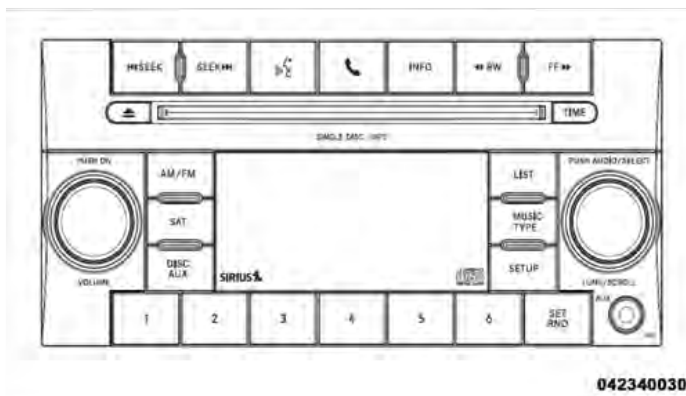 SEEK
SEEK
INFO
RW
FF
TIME
SINGLE DISC MP3
PUSH ON
AM/FM
LIST
PUSH AUDIO/SELECT
SAT
MUSIC
TYPE
DISC
AUX
SETUP
SIRIUS
VOLUME
TUNE/SCROLL
AUX
1
2
3
4
5
6
SET
RND
042340030